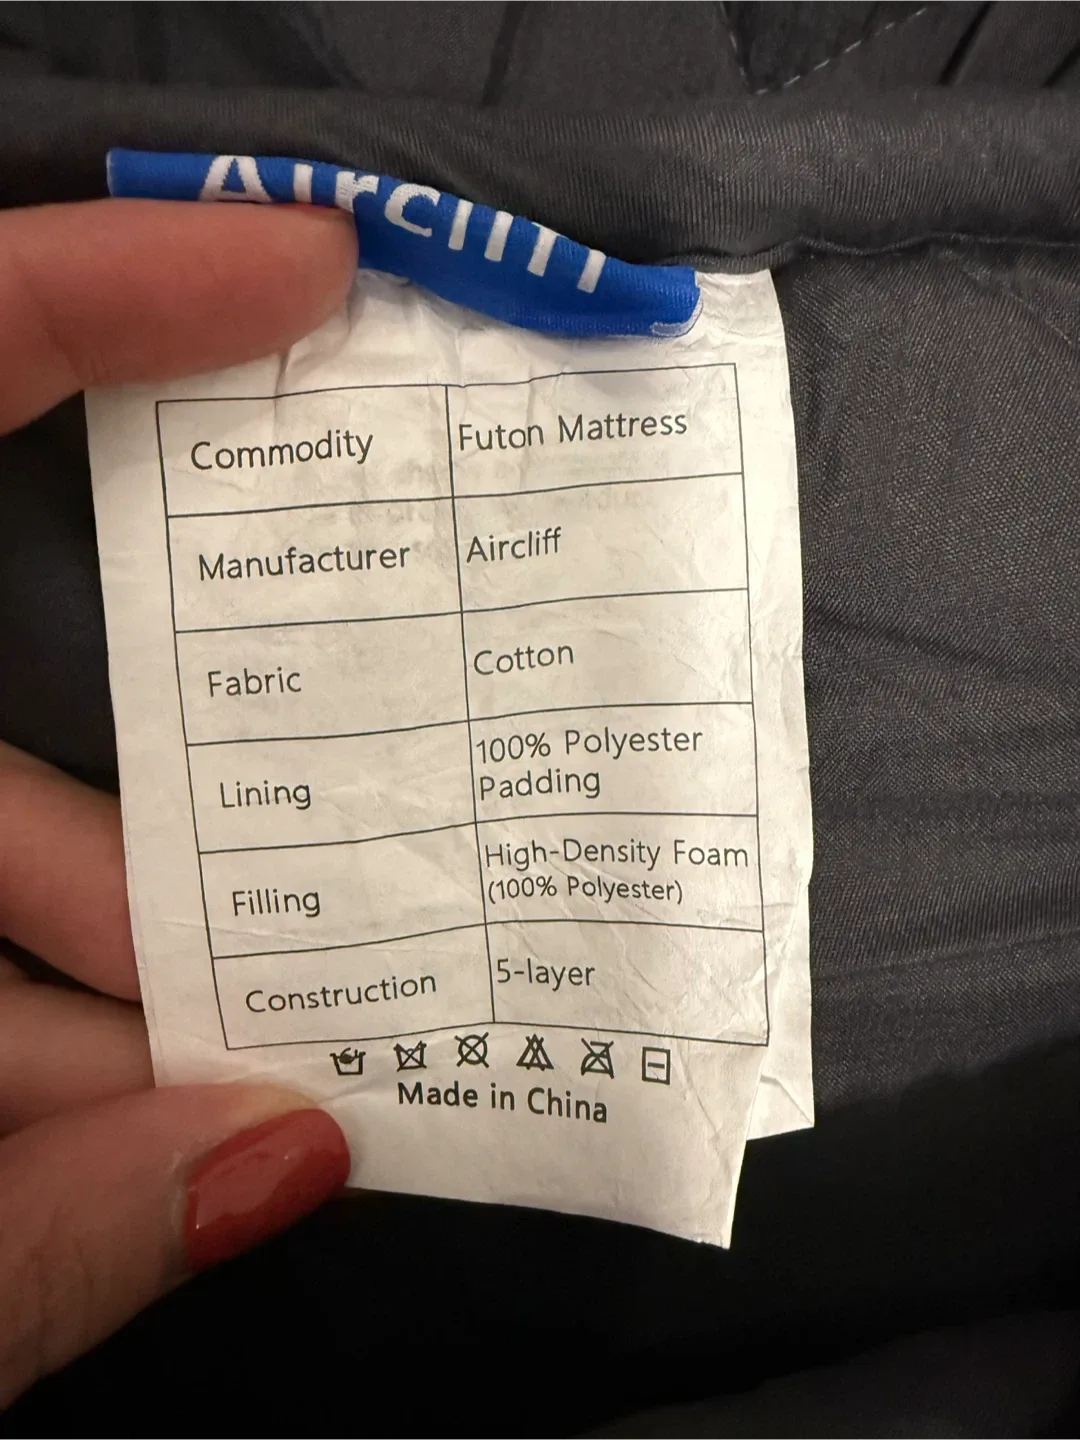 Aircliff
Commodity Futon Mattress
Manufacturer Aircliff
Fabric Cotton
Lining 100% Polyester
Padding
Filling High-Density Foam
(100% Polyester)
Construction 5-layer
Made in China